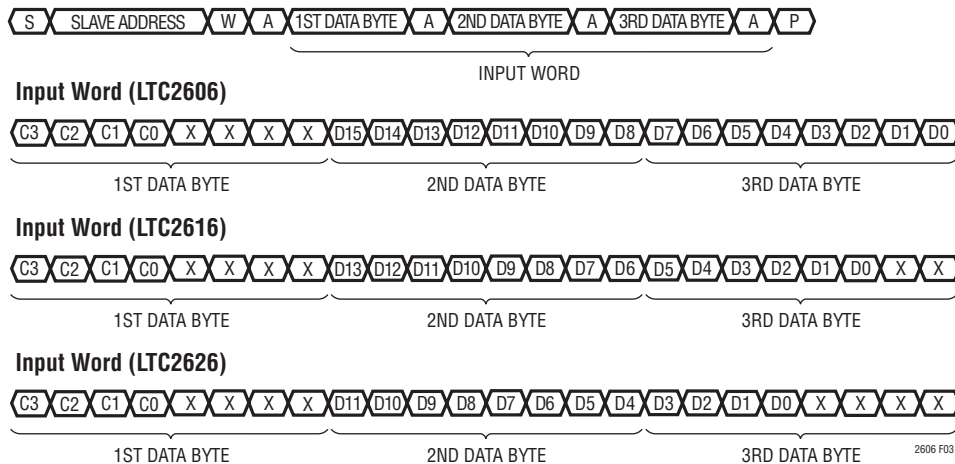 S SLAVE ADDRESS W A 1ST DATA BYTE A 2ND DATA BYTE A 3RD DATA BYTE A P
INPUT WORD
Input Word (LTC2606)
C3 C2 C1 C0 X X X X D15 D14 D13 D12 D11 D10 D9 D8 D7 D6 D5 D4 D3 D2 D1 D0
1ST DATA BYTE 2ND DATA BYTE 3RD DATA BYTE
Input Word (LTC2616)
C3 C2 C1 C0 X X X X D13 D12 D11 D10 D9 D8 D7 D6 D5 D4 D3 D2 D1 D0 X X
1ST DATA BYTE 2ND DATA BYTE 3RD DATA BYTE
Input Word (LTC2626)
C3 C2 C1 C0 X X X X D11 D10 D9 D8 D7 D6 D5 D4 D3 D2 D1 D0 X X X X
1ST DATA BYTE 2ND DATA BYTE 3RD DATA BYTE 2606 F03